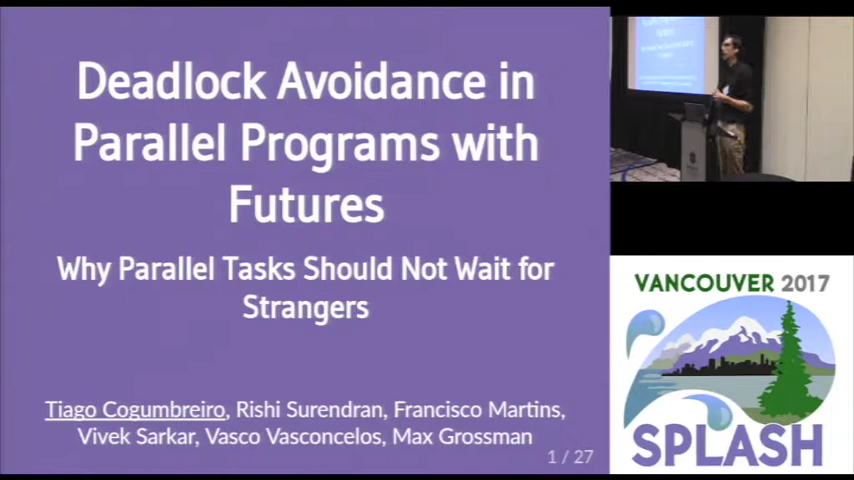 Deadlock Avoidance in
Parallel Programs with
Futures
Why Parallel Tasks Should Not Wait for
Strangers
Tiago Cogumbreiro, Rishi Surendran, Francisco Martins,
Vivek Sarkar, Vasco Vasconcelos, Max Grossman
1 / 27
VANCOUVER 2017
SPLASH